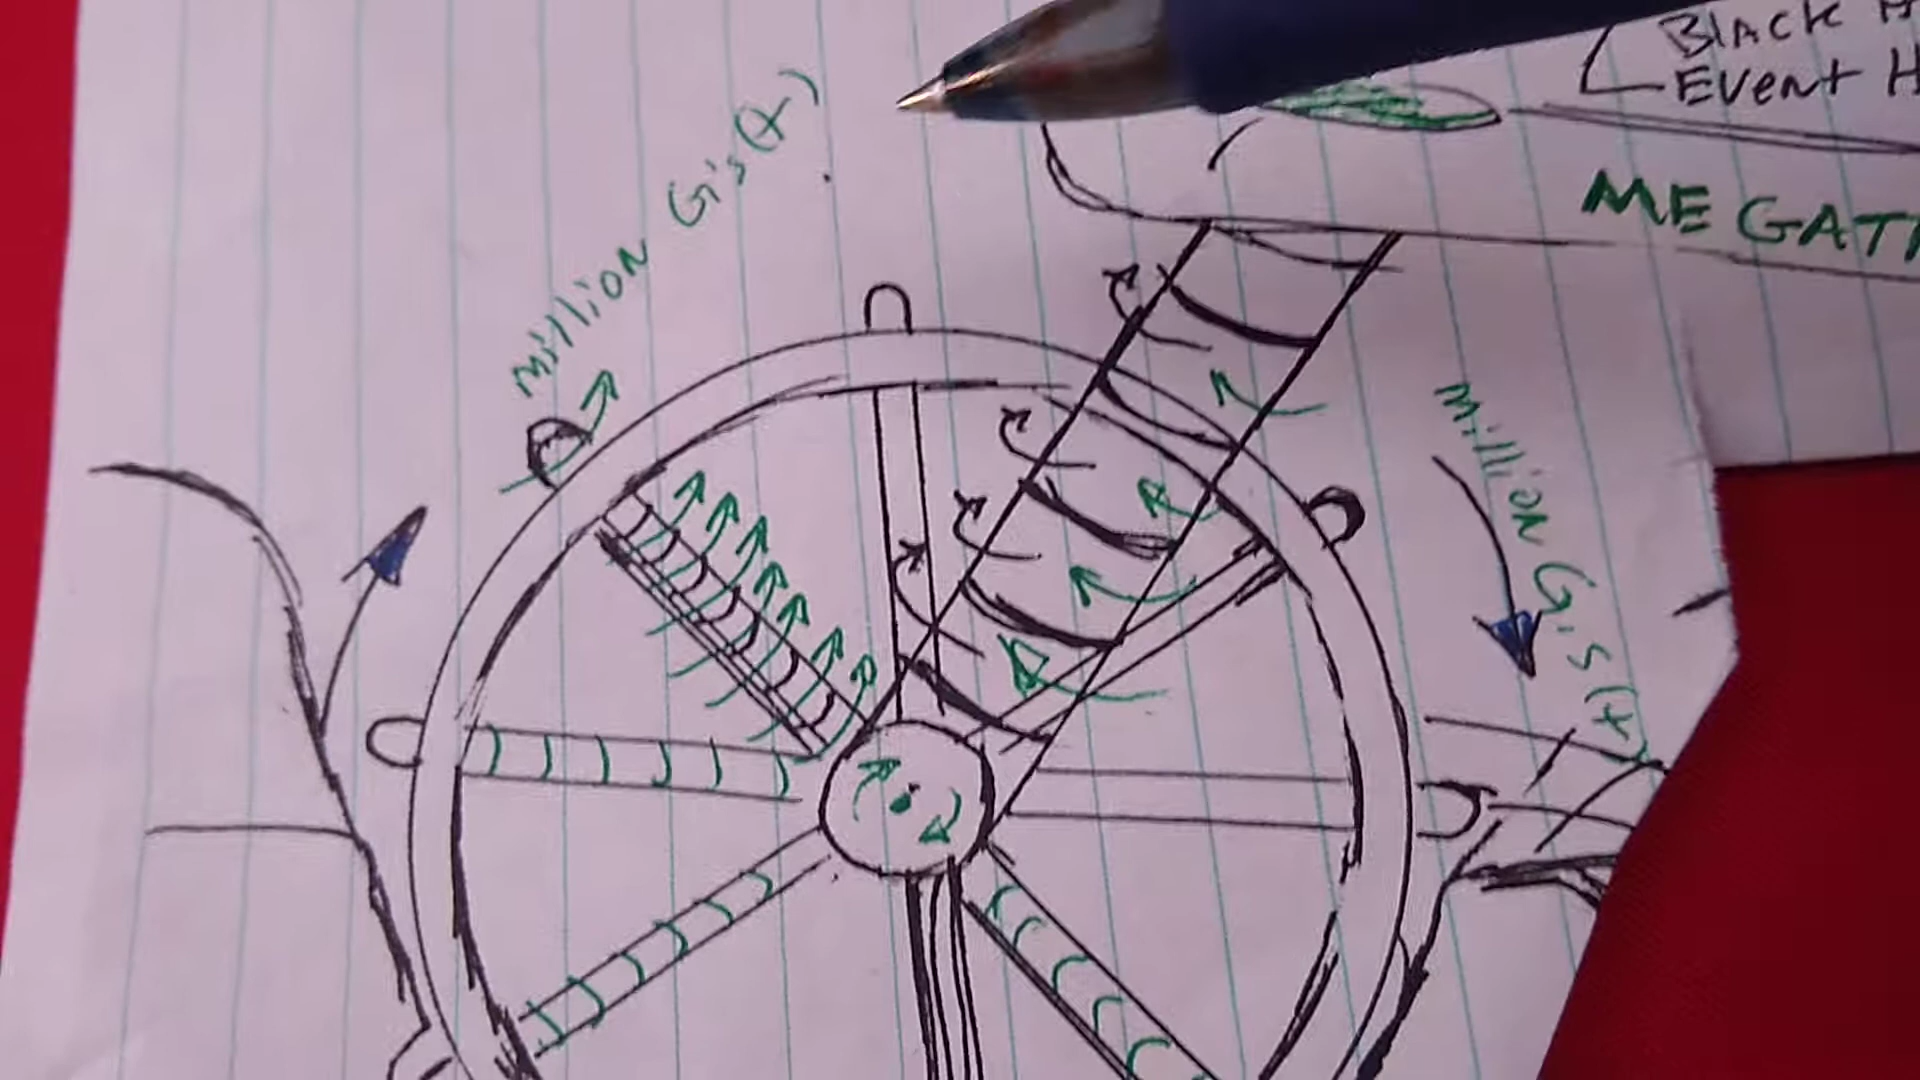 Black
Event
MEGAT
Million G's(t)
Million G's(t)